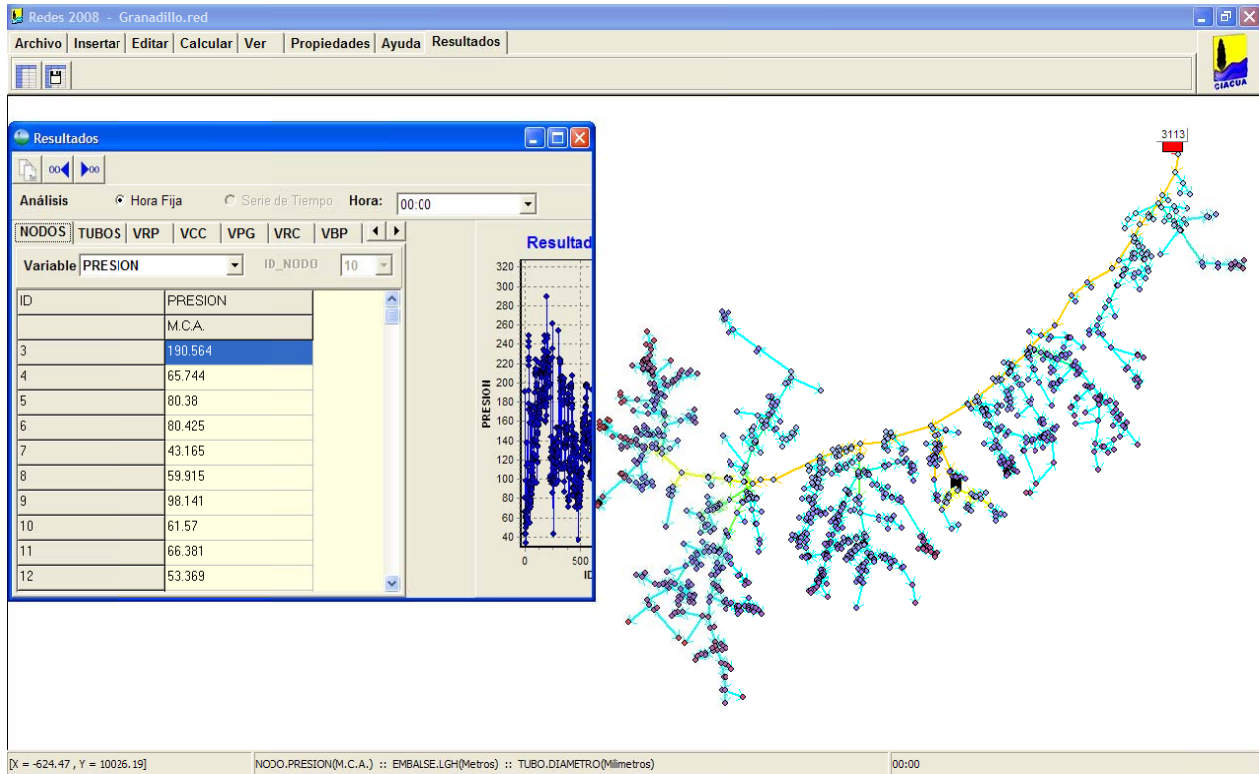 Redes 2008 - Granadillo.red
Archivo Insertar Editar Calcular Ver Propiedades Ayuda Resultados
CIACUA
Resultados
Análisis Hora Fija Serie de Tiempo Hora: 00:00
NODOS TUBOS VRP VCC VPG VRC VBP
Variable PRESION ID_NODO 10
ID PRESION
M.C.A.
3 190.564
4 65.744
5 80.38
6 80.425
7 43.165
8 59.915
9 98.141
10 61.57
11 66.381
12 53.369
Resultad
PRESION
320
300
280
260
240
220
200
180
160
140
120
100
80
60
40
0 500
ID
3113
[X = -624.47 , Y = 10026.19] NODO.PRESION(M.C.A.) :: EMBALSE.LGH(Metros) :: TUBO.DIAMETRO(Milimetros) 00:00